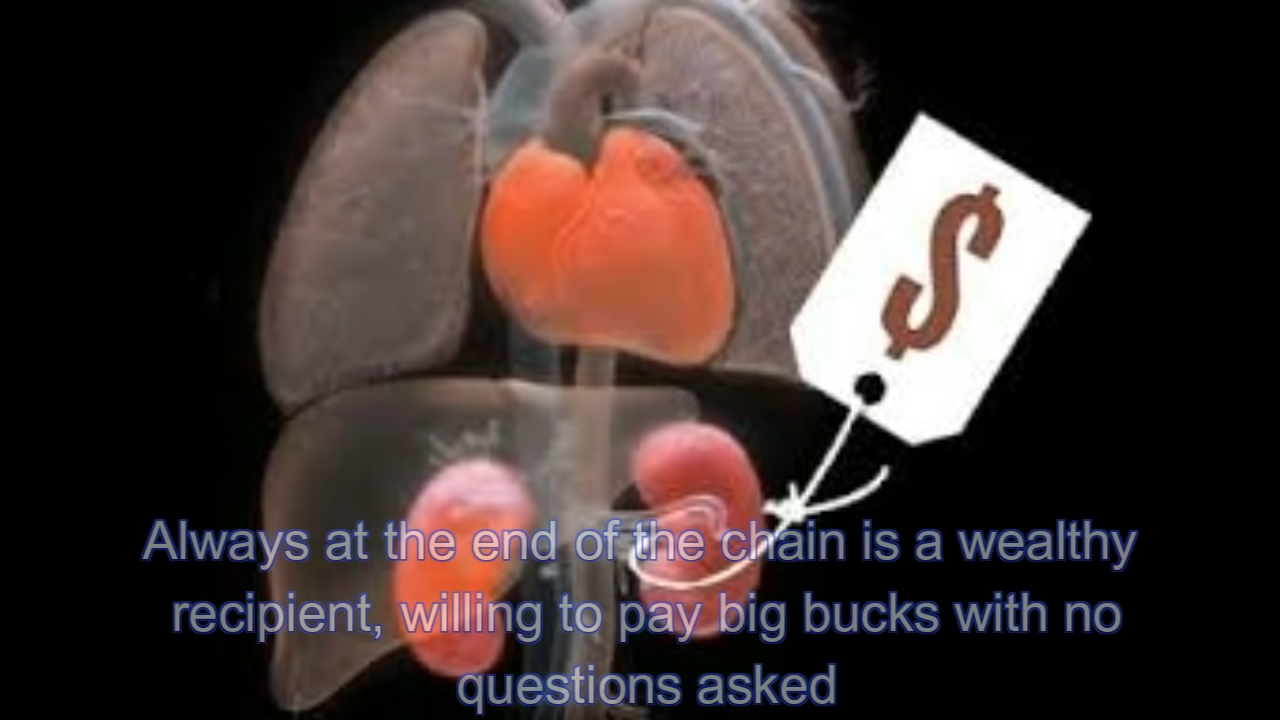 $
Always at the end of the chain is a wealthy
recipient, willing to pay big bucks with no
questions asked